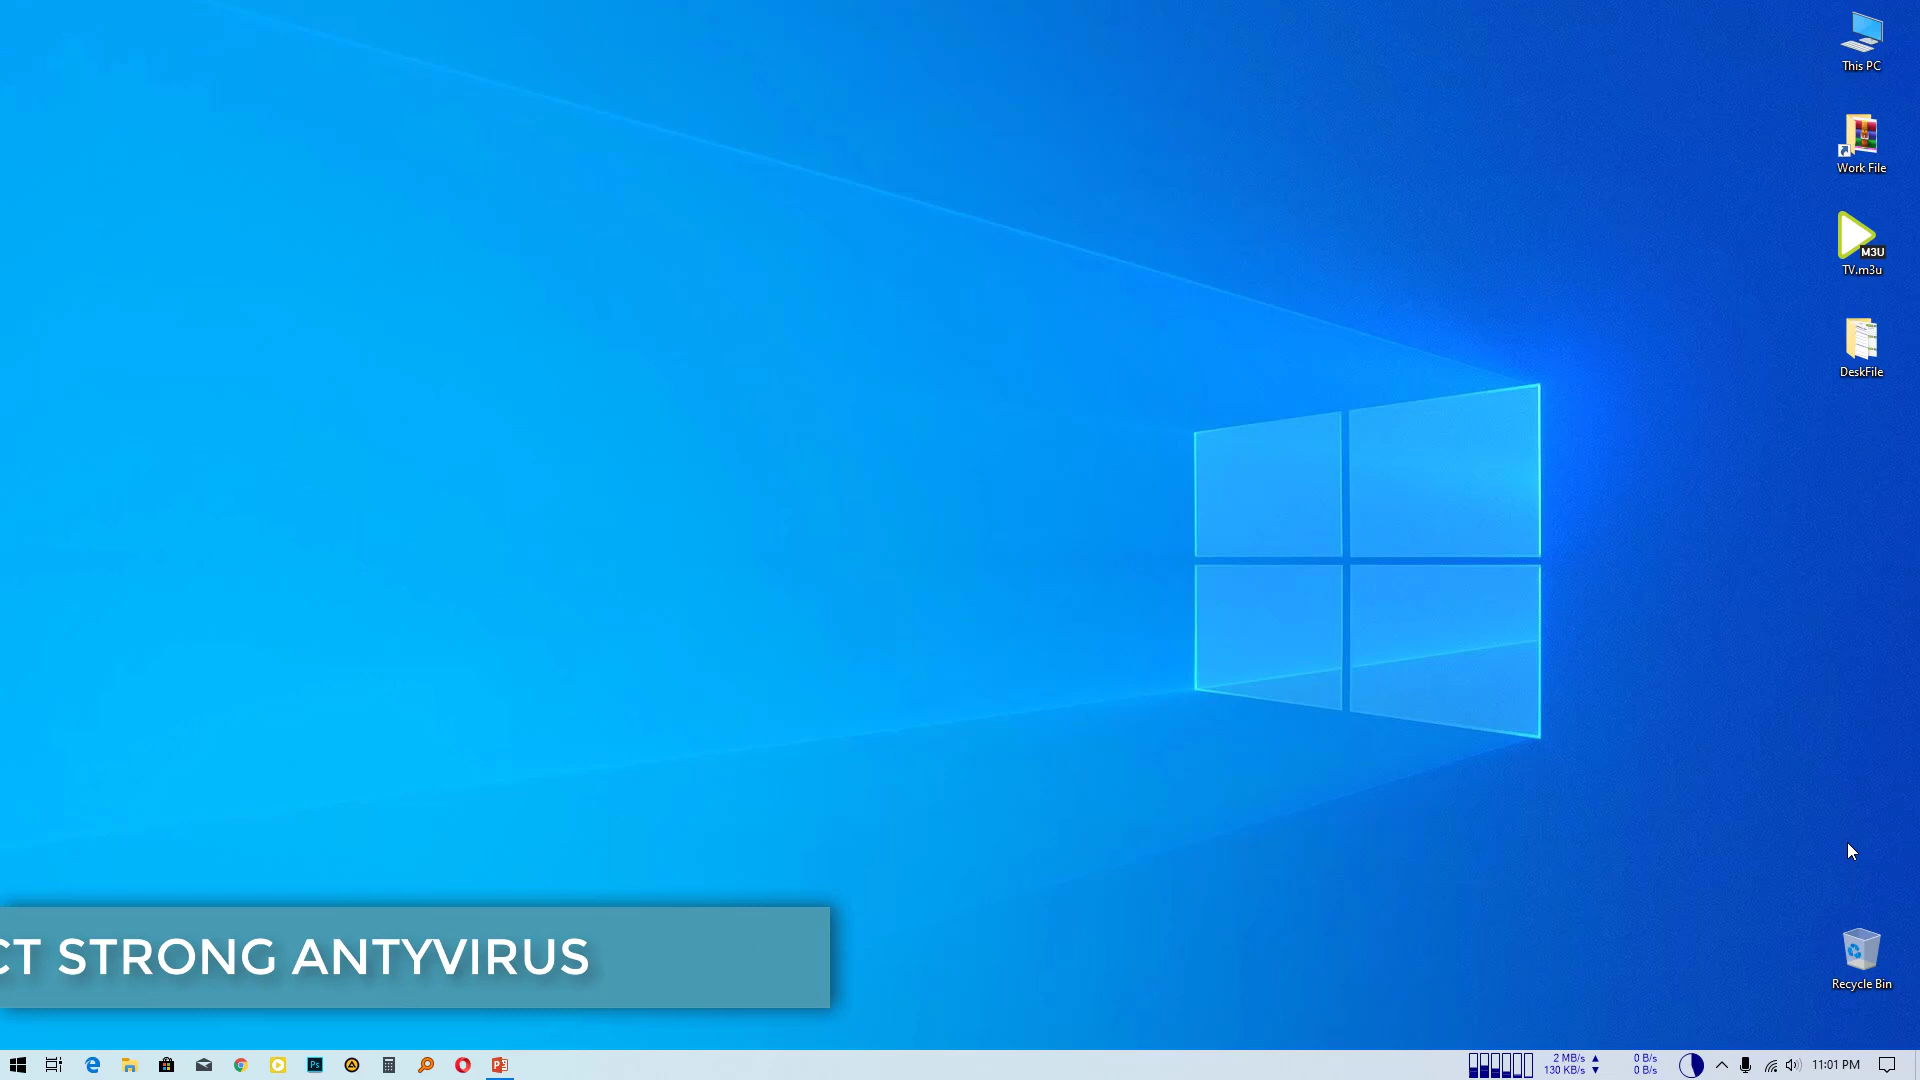 This PC
Work File
M3U
TV.m3u
DeskFile
CT STRONG ANTYVIRUS
Recycle Bin
2 MB/s
0 B/s
130 KB/s
0 B/s
11:01 PM